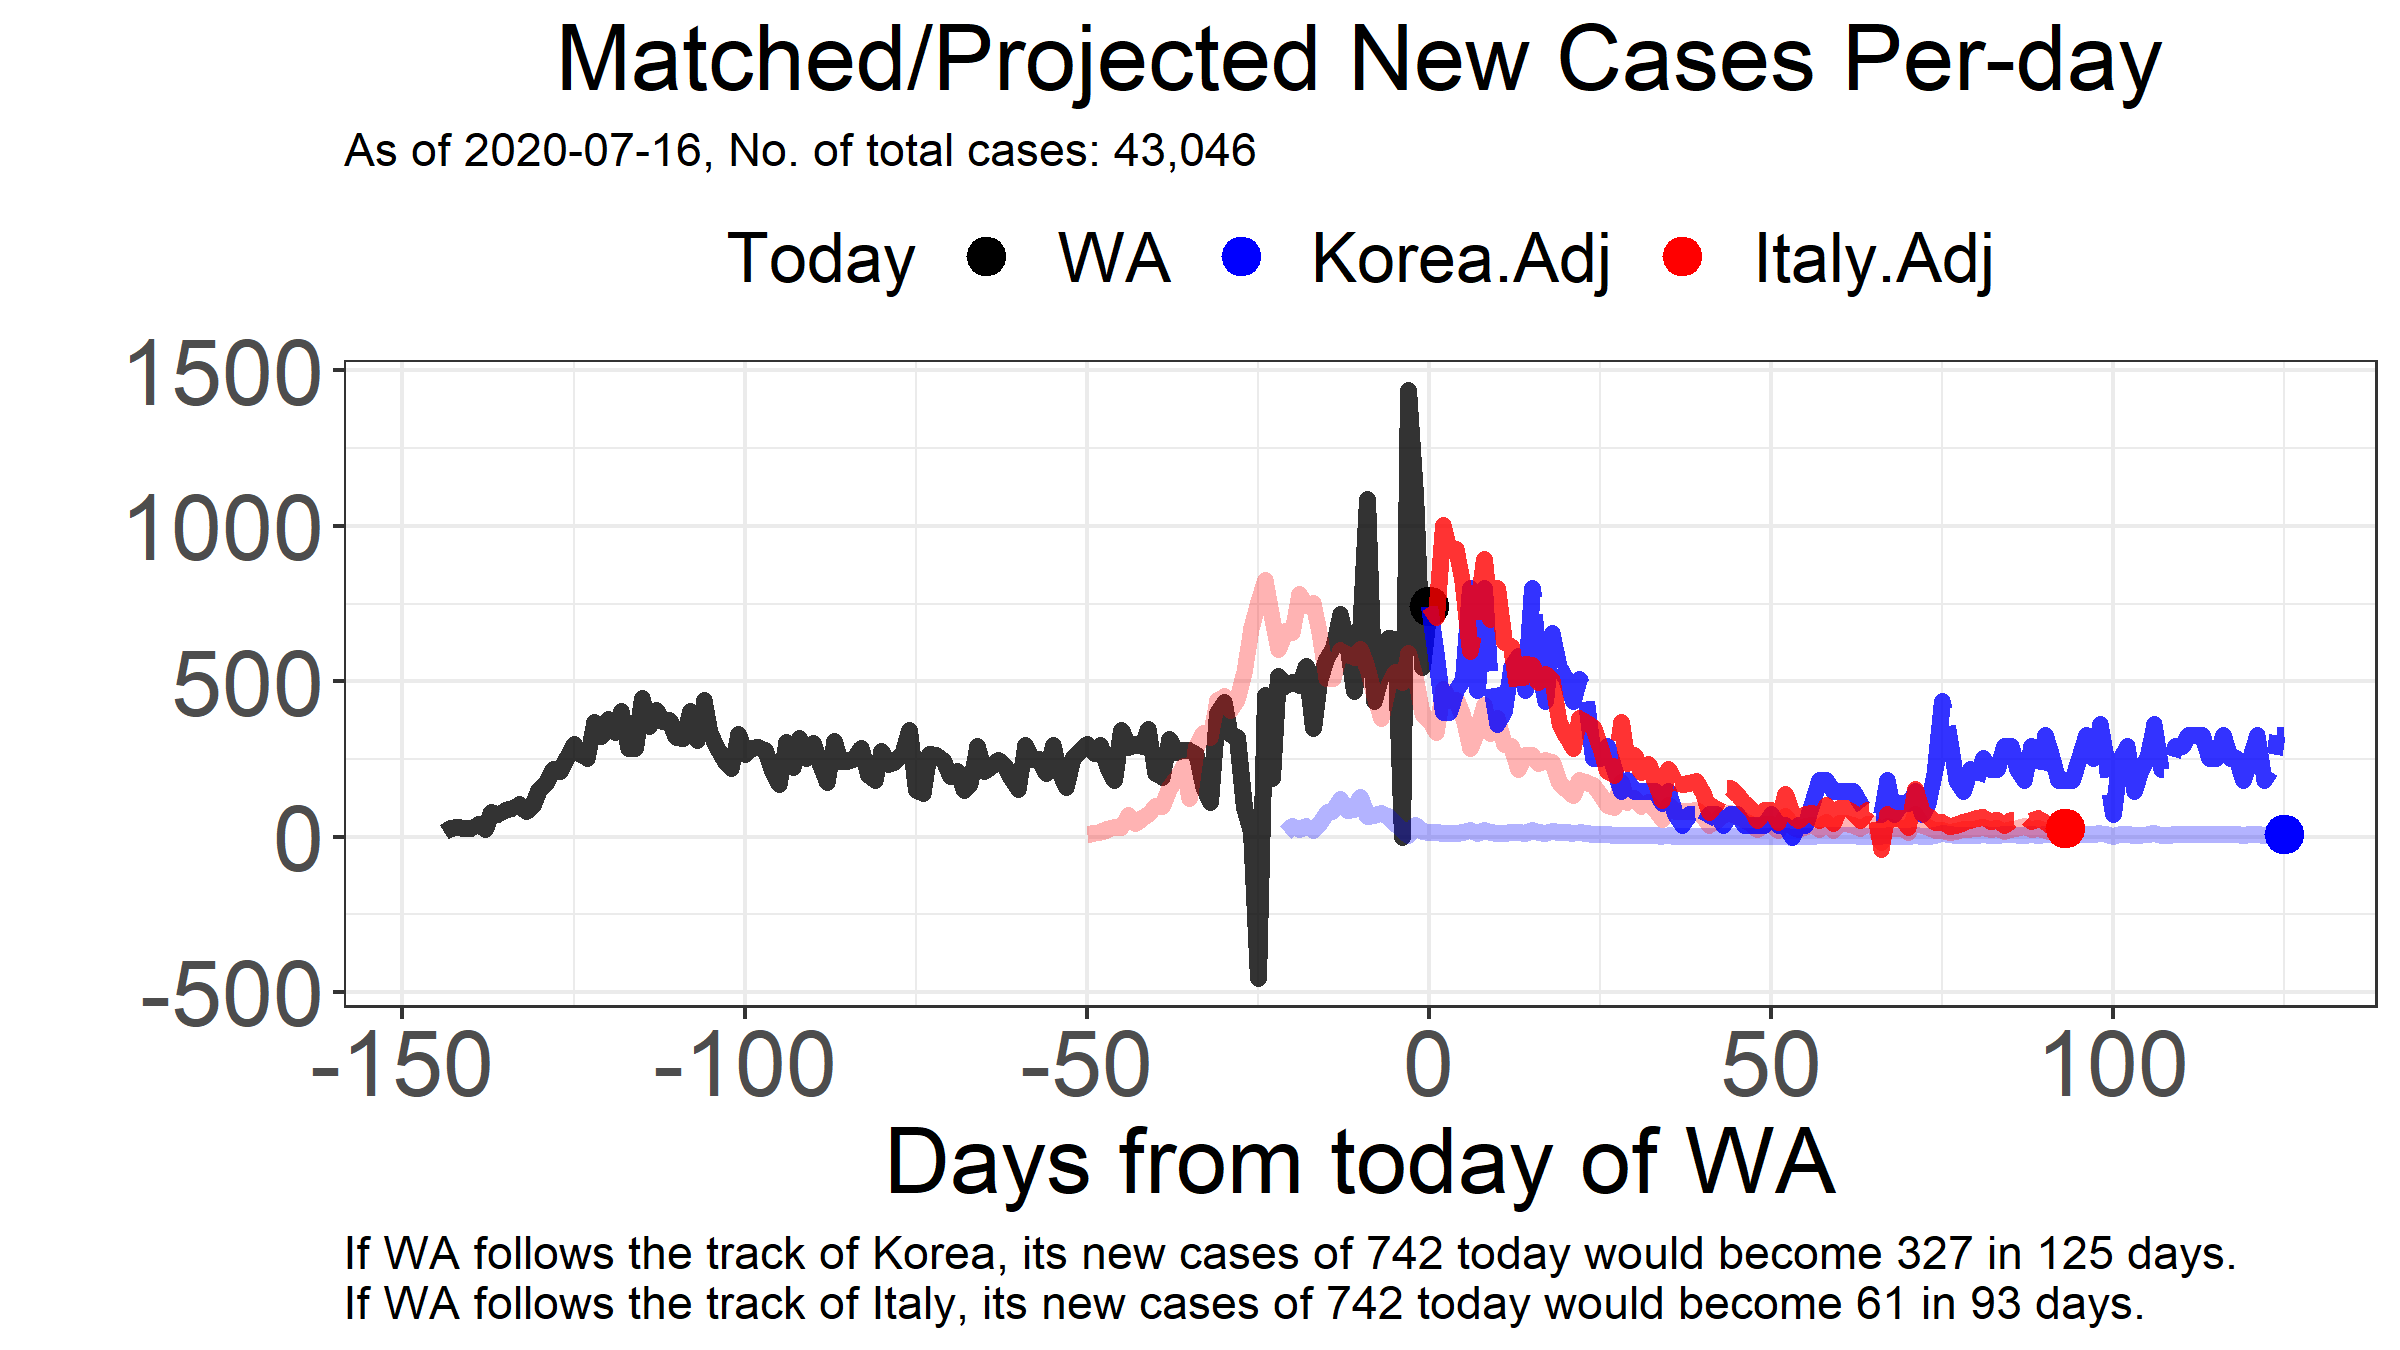 Matched/Projected New Cases Per-day
As of 2020-07-16, No. of total cases: 43,046
Today WA Korea.Adj Italy.Adj
1500
1000
500
0
-500
-150 -100 -50 0 50 100
Days from today of WA
If WA follows the track of Korea, its new cases of 742 today would become 327 in 125 days.
If WA follows the track of Italy, its new cases of 742 today would become 61 in 93 days.